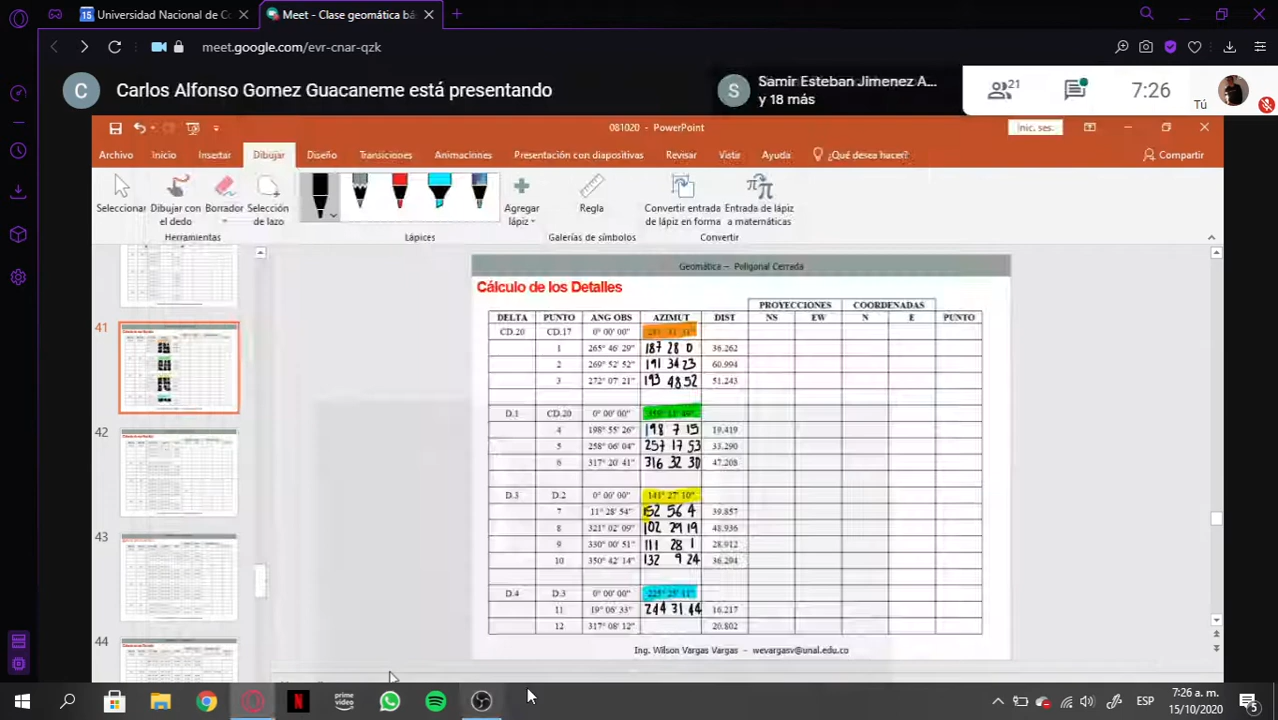 Universidad Nacional de Co
Meet - Clase geomática bá
meet.google.com/evr-cnar-qzk
C Carlos Alfonso Gomez Guacaneme está presentando
S Samir Esteban Jimenez A...
y 18 más
21
7:26
Tú
081020 - PowerPoint
Inic. ses.
Archivo Inicio Insertar Dibujar Diseño Transiciones Animaciones Presentación con diapositivas Revisar Vista Ayuda ¿Qué desea hacer? Compartir
Seleccionar Dibujar con el dedo Borrador Selección de lazo Agregar lápiz Regla Convertir entrada de lápiz en forma Entrada de lápiz a matemáticas
Herramientas Lápices Galerías de símbolos Convertir
41
42
43
44
Geomática – Poligonal Cerrada
Cálculo de los Detalles
PROYECCIONES COORDENADAS
DELTA PUNTO ANG OBS AZIMUT DIST NS EW N E PUNTO
CD.20 CD.17 0° 00' 00"
1 265° 46' 29" 187 28 0 36.262
2 269° 52' 52" 191 34 23 60.994
3 272° 07' 21" 193 48 52 51.243
D.1 CD.20 0° 00' 00"
4 198° 55' 26" 198 7 15 19.419
5 258° 06' 04" 257 17 53 33.290
6 317° 20' 41" 316 32 30 47.208
D.3 D.2 0° 00' 00" 141° 27' 10"
7 11° 28' 54" 152 56 4 39.857
8 321° 02' 09" 102 29 19 48.936
9 330° 00' 51" 111 28 1 28.912
10 350° 42' 14" 132 9 24 36.294
D.4 D.3 0° 00' 00" 225° 25' 11"
11 19° 06' 33" 244 31 44 16.217
12 317° 08' 12" 20.802
Ing. Wilson Vargas Vargas – wevargasv@unal.edu.co
prime video
ESP
7:26 a. m.
15/10/2020
5